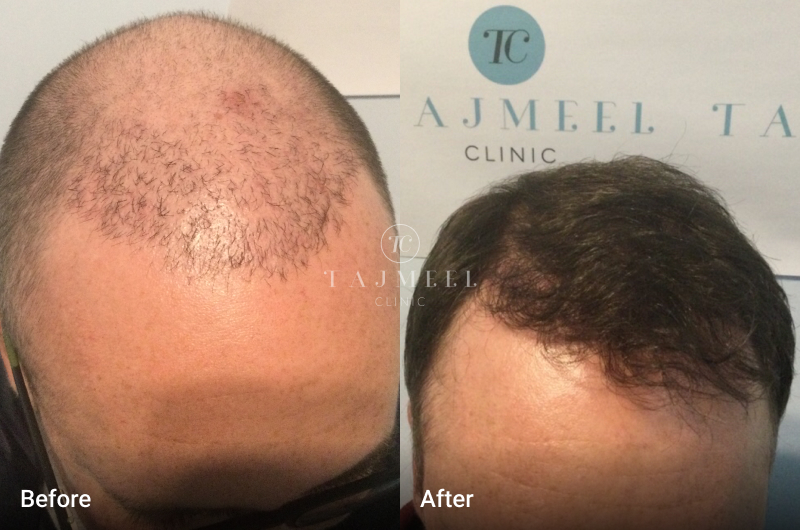 TC
AJMEEL TA
CLINIC
TC
TAJMEEL
CLINIC
Before
After